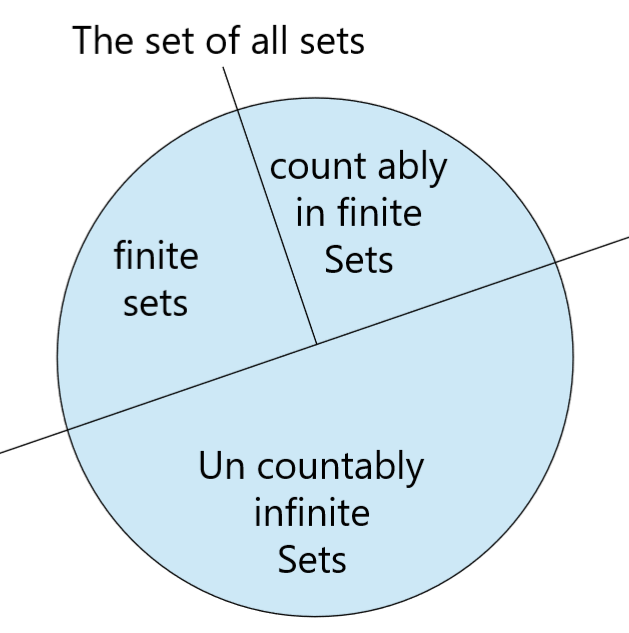 The set of all sets
count ably
in finite
Sets
finite
sets
Un countably
infinite
Sets